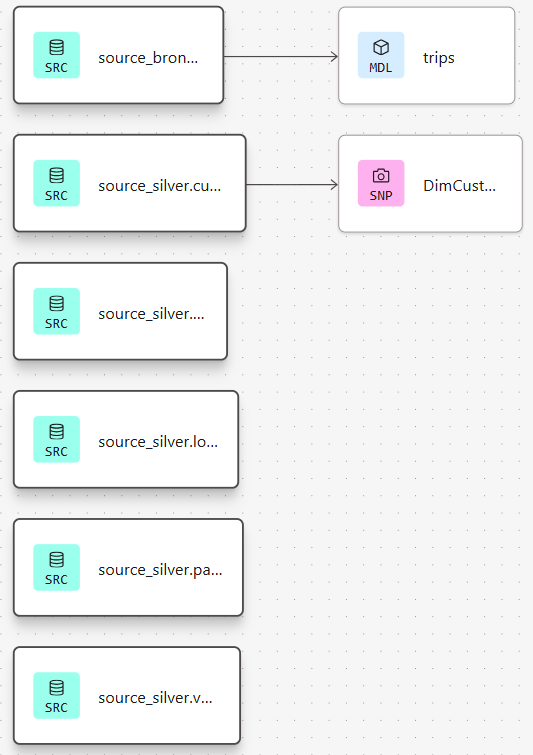 SRC
source_bron...
MDL
trips
SRC
source_silver.cu...
SNP
DimCust...
SRC
source_silver....
SRC
source_silver.lo...
SRC
source_silver.pa...
SRC
source_silver.v...